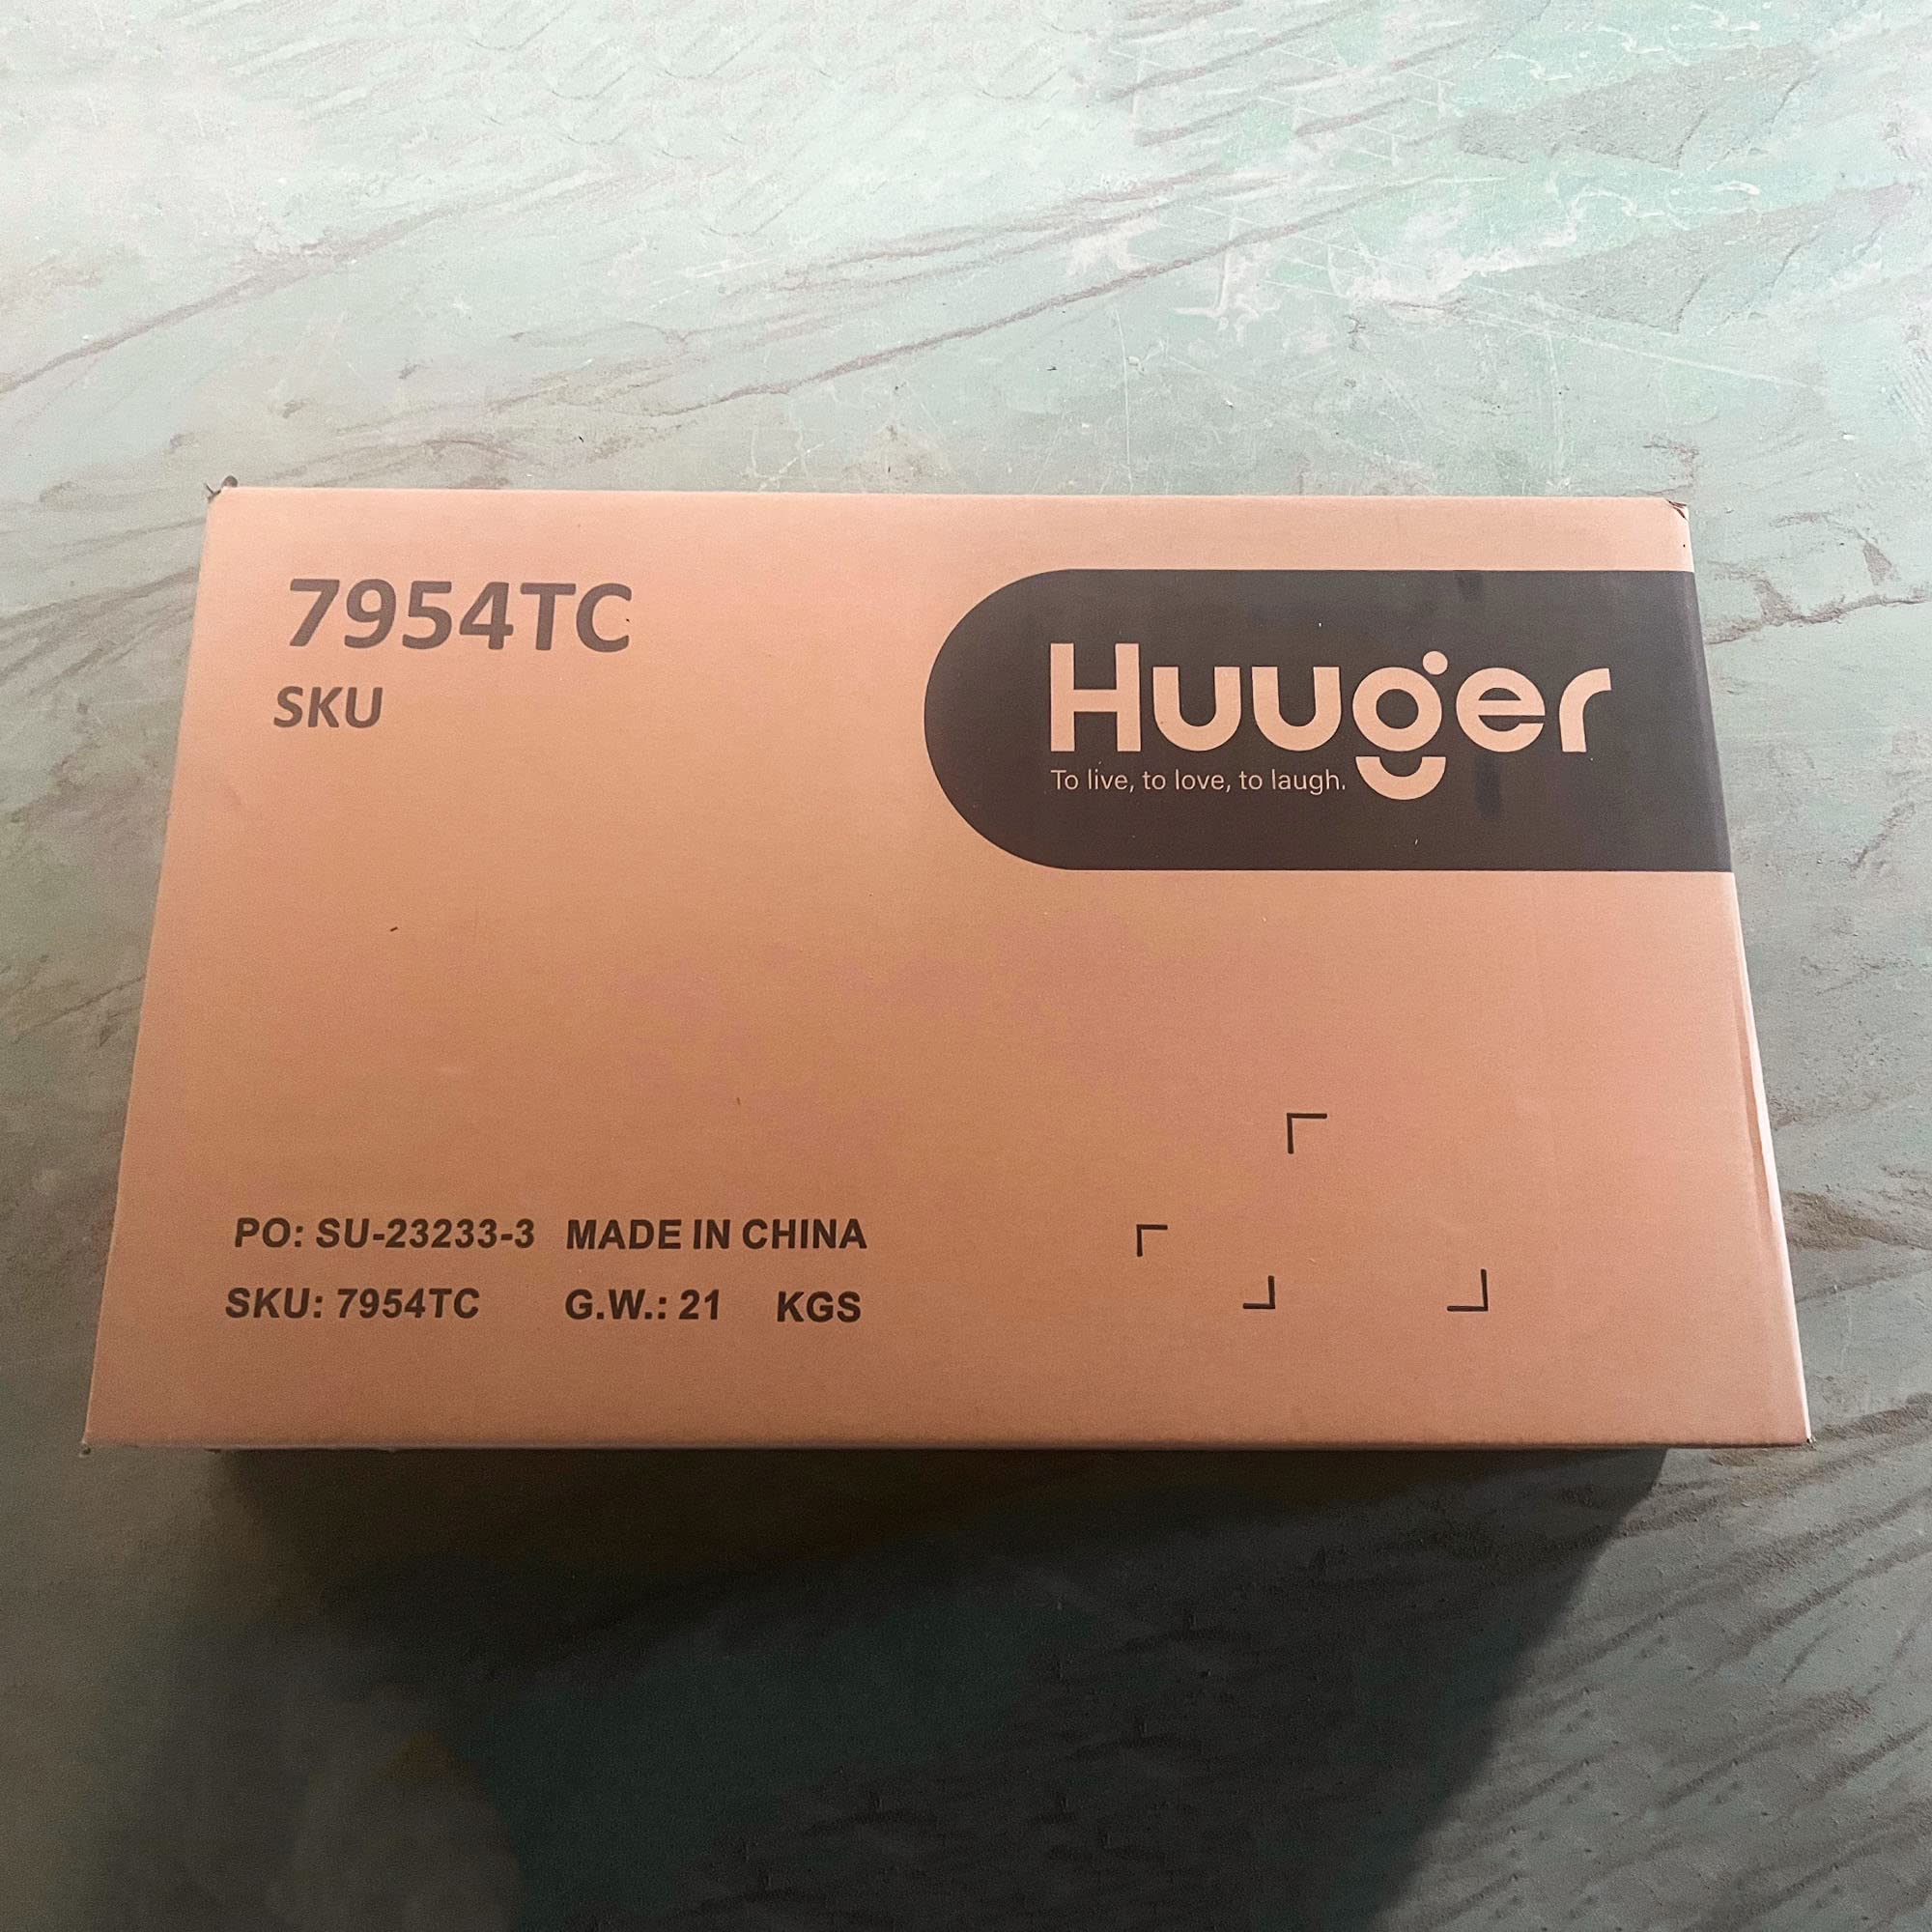 7954TC
SKU
Huuger
To live, to love, to laugh.
PO: SU-23233-3 MADE IN CHINA
SKU: 7954TC G.W.: 21 KGS